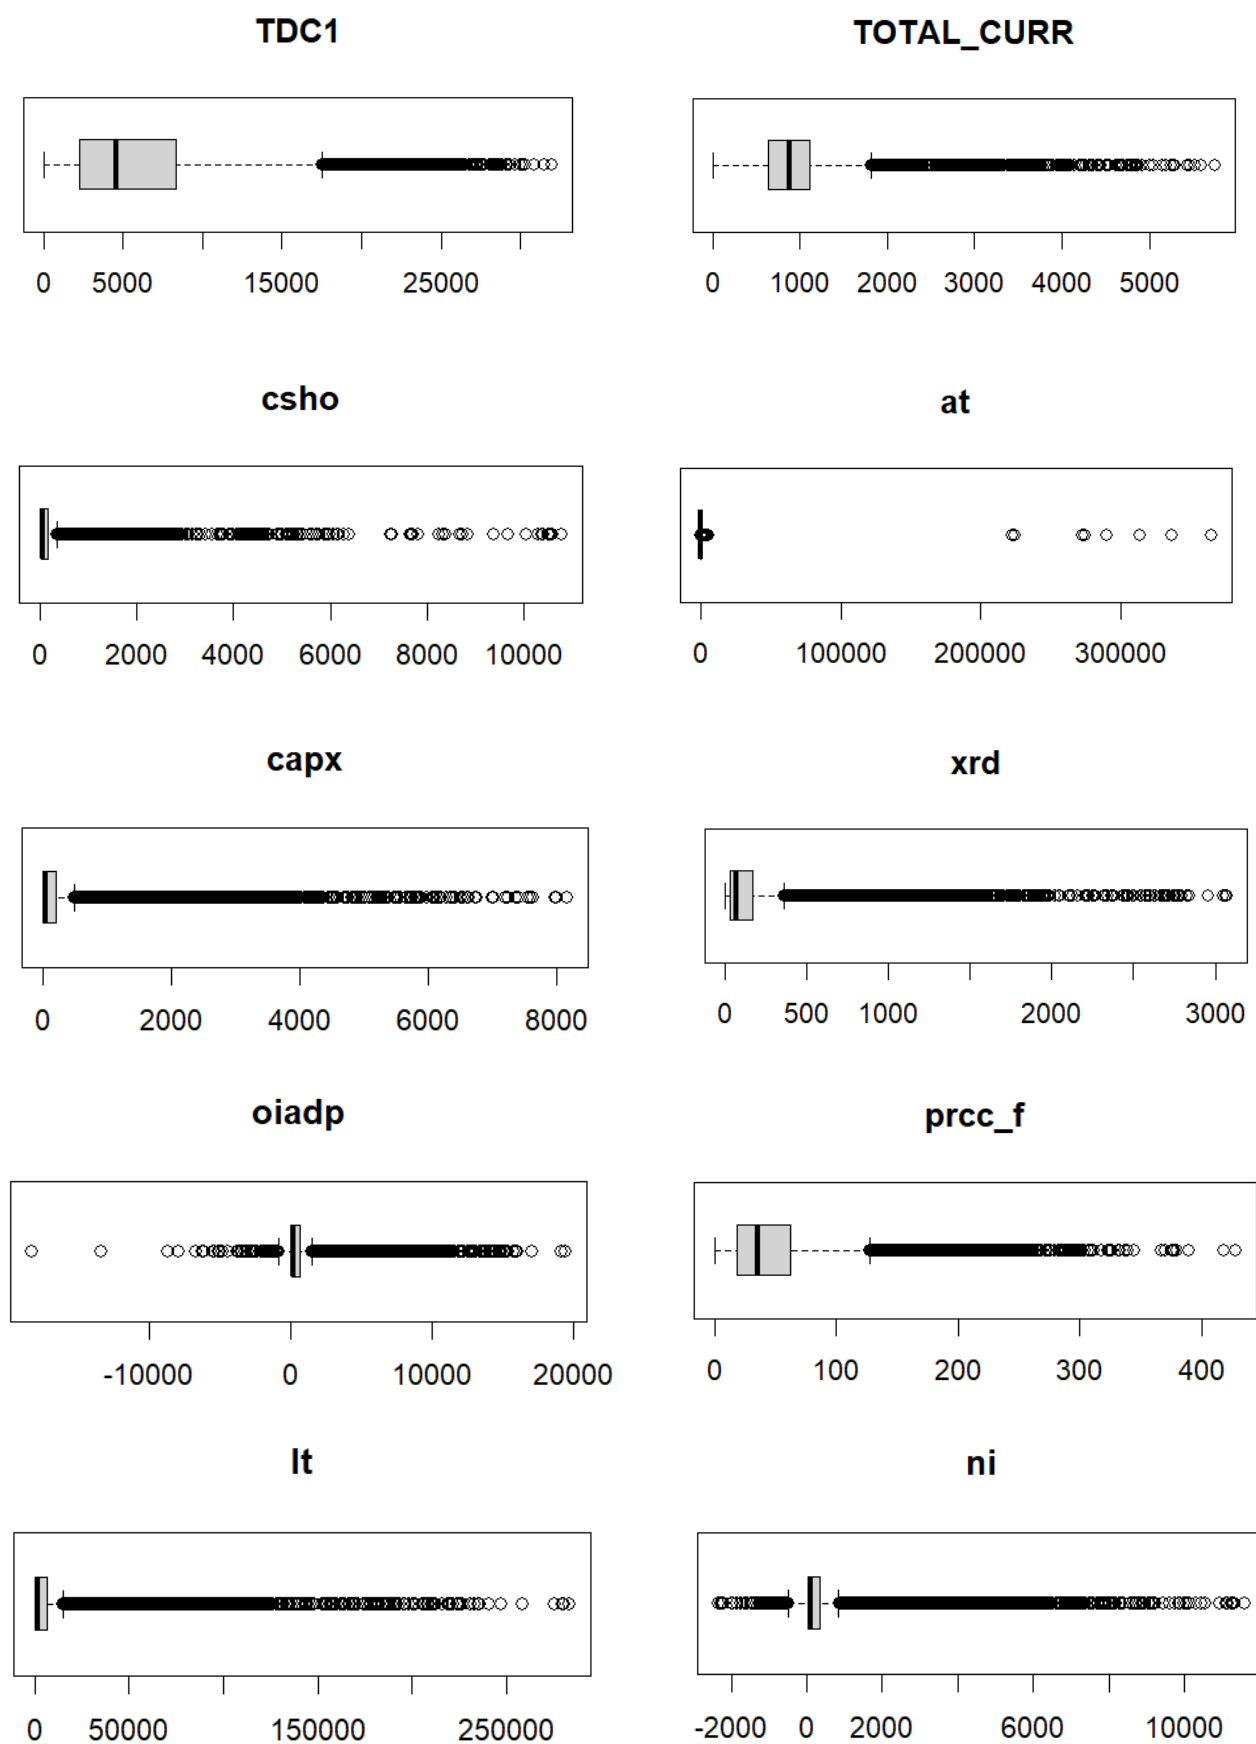 TDC1
0 5000 15000 25000
TOTAL_CURR
0 1000 2000 3000 4000 5000
csho
0 2000 4000 6000 8000 10000
at
0 100000 200000 300000
capx
0 2000 4000 6000 8000
xrd
0 500 1000 2000 3000
oiadp
-10000 0 10000 20000
prcc_f
0 100 200 300 400
lt
0 50000 150000 250000
ni
-2000 0 2000 6000 10000